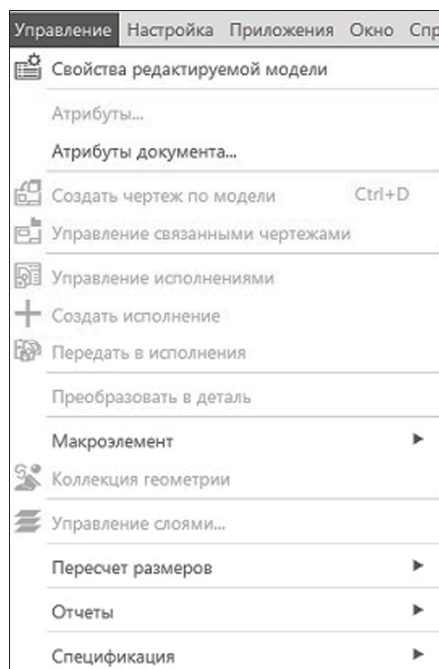 Управление Настройка Приложения Окно Спр
Свойства редактируемой модели
Атрибуты...
Атрибуты документа...
Создать чертеж по модели Ctrl+D
Управление связанными чертежами
Управление исполнениями
Создать исполнение
Передать в исполнения
Преобразовать в деталь
Макроэлемент
Коллекция геометрии
Управление слоями...
Пересчет размеров
Отчеты
Спецификация